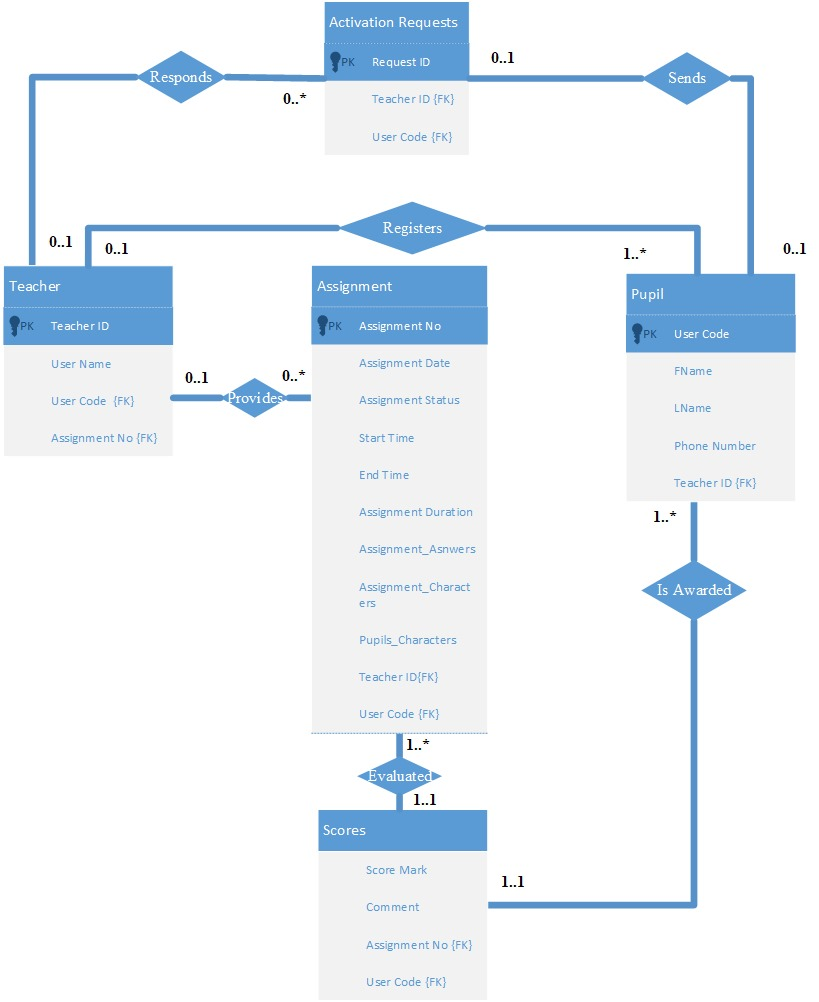 Activation Requests
PK Request ID
Teacher ID {FK}
User Code {FK}
Responds
0..*
0..1
Sends
0..1
0..1
Registers
1..*
0..1
Teacher
PK Teacher ID
User Name
User Code {FK}
Assignment No {FK}
0..1
Provides
0..*
Assignment
PK Assignment No
Assignment Date
Assignment Status
Start Time
End Time
Assignment Duration
Assignment_Asnwers
Assignment_Charact
ers
Pupils_Characters
Teacher ID{FK}
User Code {FK}
Pupil
PK User Code
FName
LName
Phone Number
Teacher ID {FK}
1..*
Is Awarded
1..*
Evaluated
1..1
Scores
Score Mark
Comment
Assignment No {FK}
User Code {FK}
1..1